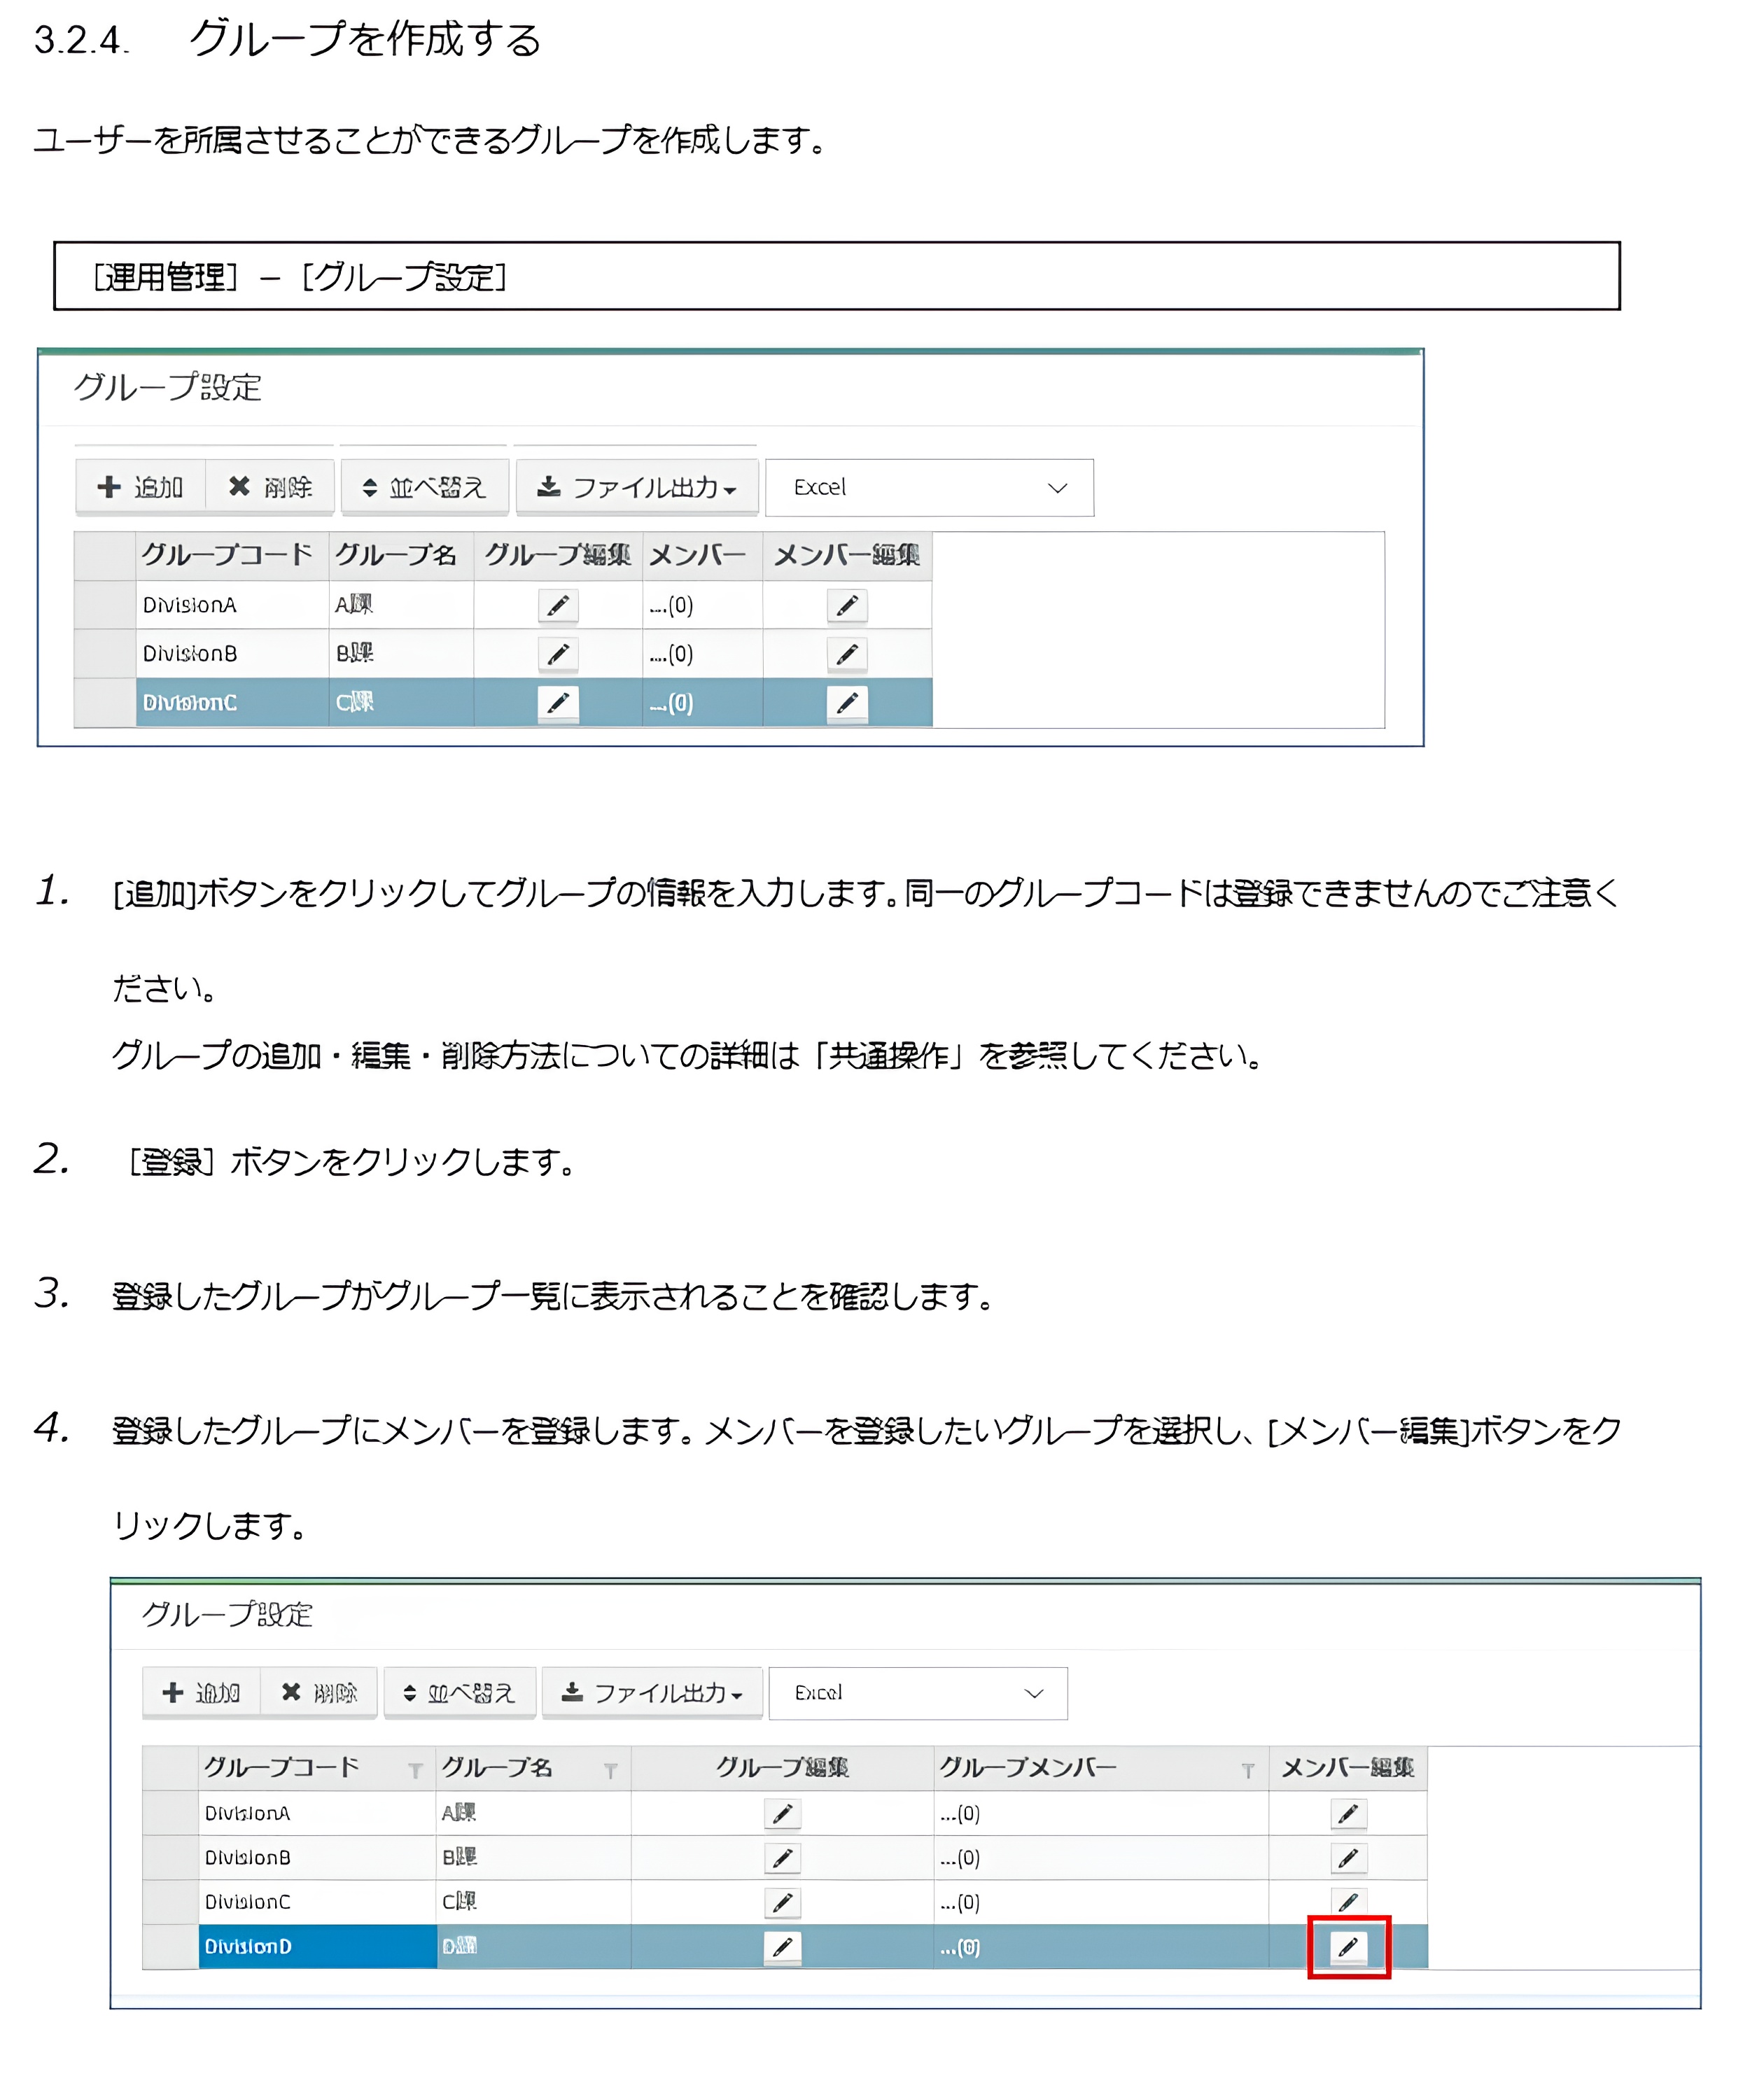 3.2.4. グループを作成する
ユーザーを所属させることができるグループを作成します。
[運用管理] – [グループ設定]
グループ設定
追加 削除 並べ替え ファイル出力 Excel
グループコード グループ名 グループ編集 メンバー メンバー編集
DivisionA A課 ...(0)
DivisionB B課 ...(0)
DivisionC C課 ...(0)
1. [追加]ボタンをクリックしてグループの情報を入力します。同一のグループコードは登録できませんのでご注意く
ださい。
グループの追加・編集・削除方法についての詳細は「共通操作」を参照してください。
2. [登録] ボタンをクリックします。
3. 登録したグループがグループ一覧に表示されることを確認します。
4. 登録したグループにメンバーを登録します。メンバーを登録したいグループを選択し、[メンバー編集]ボタンをク
リックします。
グループ設定
追加 削除 並べ替え ファイル出力 Excel
グループコード グループ名 グループ編集 グループメンバー メンバー編集
DivisionA A課 ...(0)
DivisionB B課 ...(0)
DivisionC C課 ...(0)
DivisionD ...(0)